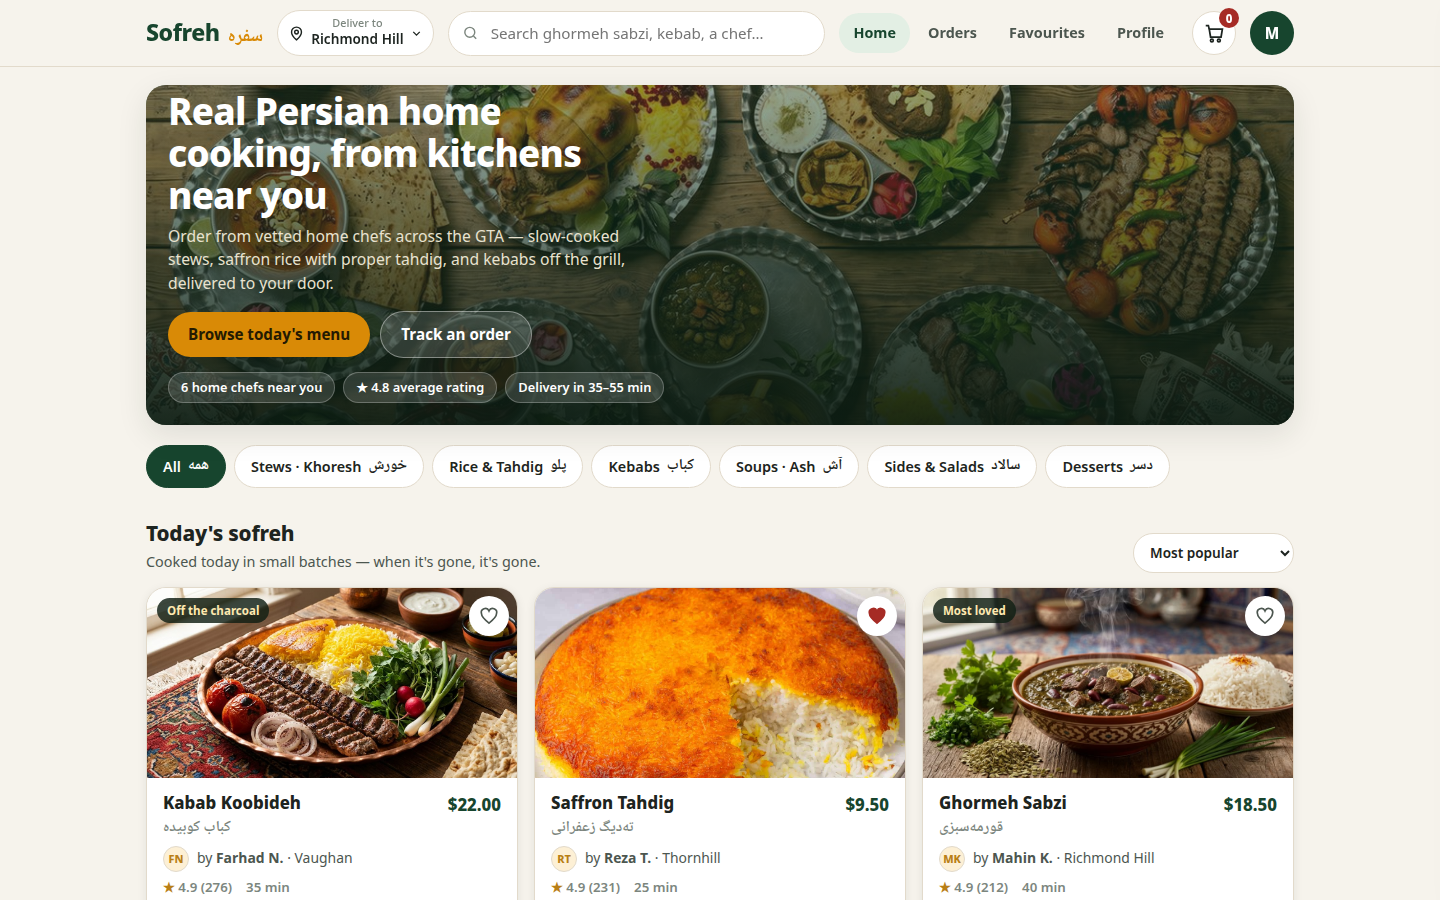 Sofreh سفره
Deliver to
Richmond Hill
Search ghormeh sabzi, kebab, a chef...
Home
Orders
Favourites
Profile
0
M
Real Persian home
cooking, from kitchens
near you
Order from vetted home chefs across the GTA — slow-cooked
stews, saffron rice with proper tahdig, and kebabs off the grill,
delivered to your door.
Browse today's menu
Track an order
6 home chefs near you
★ 4.8 average rating
Delivery in 35–55 min
All همه
Stews · Khoresh خورش
Rice & Tahdig پلو
Kebabs کباب
Soups · Ash آش
Sides & Salads سالاد
Desserts دسر
Today's sofreh
Cooked today in small batches — when it's gone, it's gone.
Most popular
Off the charcoal
Most loved
Kabab Koobideh
$22.00
کباب کوبیده
FN by Farhad N. · Vaughan
★ 4.9 (276) 35 min
Saffron Tahdig
$9.50
ته‌دیگ زعفرانی
RT by Reza T. · Thornhill
★ 4.9 (231) 25 min
Ghormeh Sabzi
$18.50
قورمه‌سبزی
MK by Mahin K. · Richmond Hill
★ 4.9 (212) 40 min